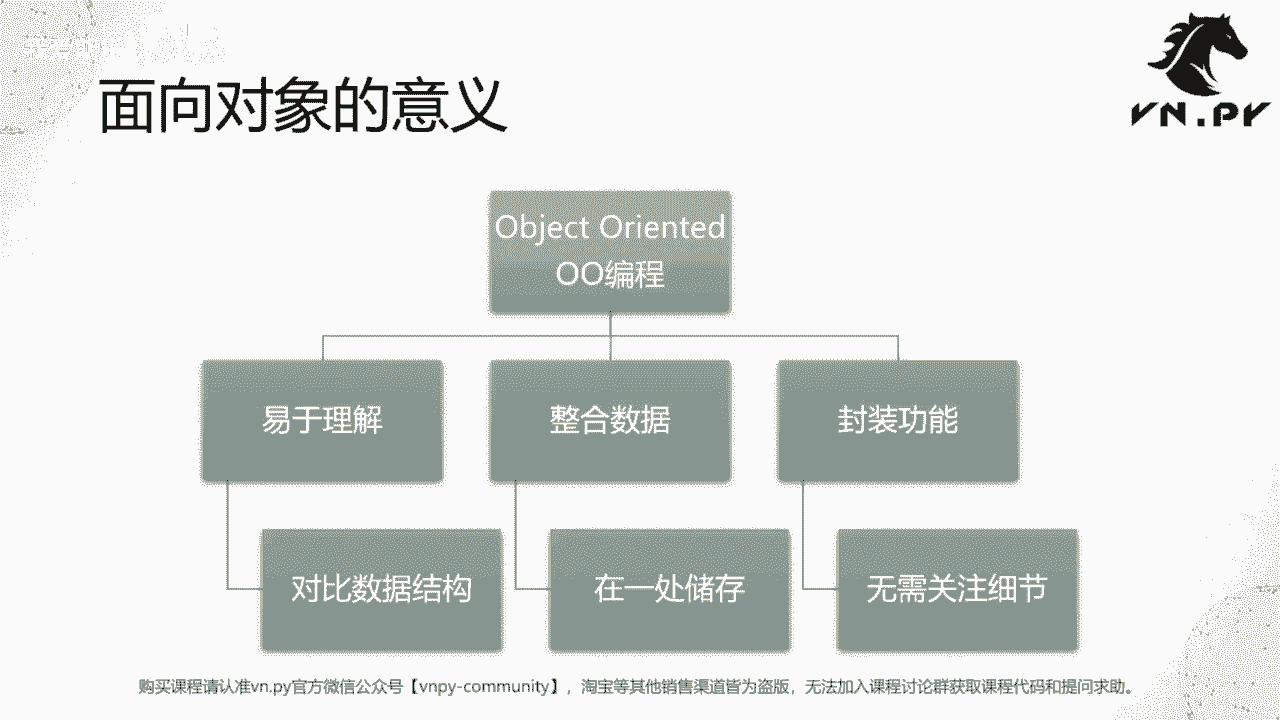 VN.PY
面向对象的意义
Object Oriented
OO编程
易于理解
整合数据
封装功能
对比数据结构
在一处储存
无需关注细节
购买课程请认准vn.py官方微信公众号【vnpy-community】，淘宝等其他销售渠道皆为盗版，无法加入课程讨论群获取课程代码和提问求助。